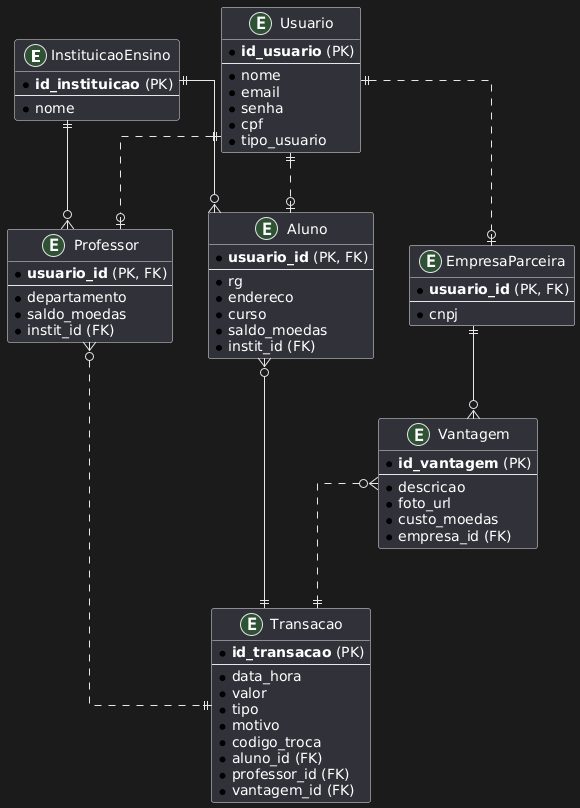 E Usuario
id_usuario (PK)
nome
email
senha
cpf
tipo_usuario
E InstituicaoEnsino
id_instituicao (PK)
nome
E Professor
usuario_id (PK, FK)
departamento
saldo_moedas
instit_id (FK)
E Aluno
usuario_id (PK, FK)
rg
endereco
curso
saldo_moedas
instit_id (FK)
E EmpresaParceira
usuario_id (PK, FK)
cnpj
E Vantagem
id_vantagem (PK)
descricao
foto_url
custo_moedas
empresa_id (FK)
E Transacao
id_transacao (PK)
data_hora
valor
tipo
motivo
codigo_troca
aluno_id (FK)
professor_id (FK)
vantagem_id (FK)